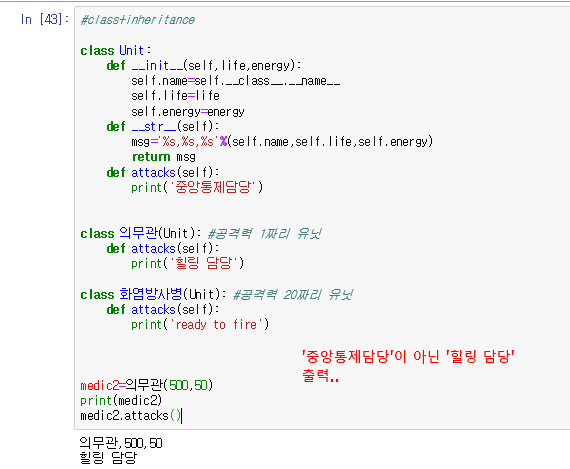 In [43]: #class+inheritance
class Unit:
def __init__(self,life,energy):
self.name=self.__class__.__name__
self.life=life
self.energy=energy
def __str__(self):
msg='%s,%s,%s'%(self.name,self.life,self.energy)
return msg
def attacks(self):
print('중앙통제담당')
class 의무관(Unit): #공격력 1짜리 유닛
def attacks(self):
print('힐링 담당')
class 화염방사병(Unit): #공격력 20짜리 유닛
def attacks(self):
print('ready to fire')
'중앙통제담당'이 아닌 '힐링 담당'
출력..
medic2=의무관(500,50)
print(medic2)
medic2.attacks()
의무관,500,50
힐링 담당